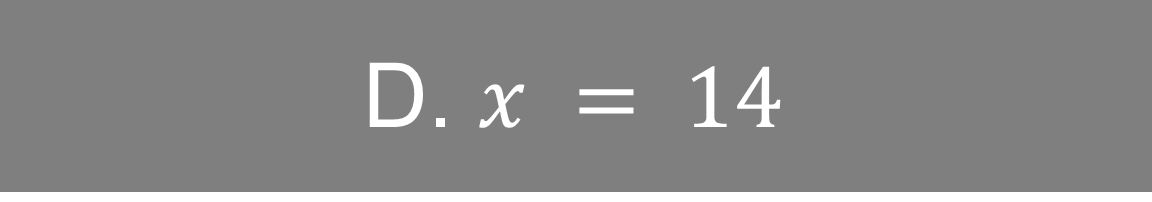 D. x = 14